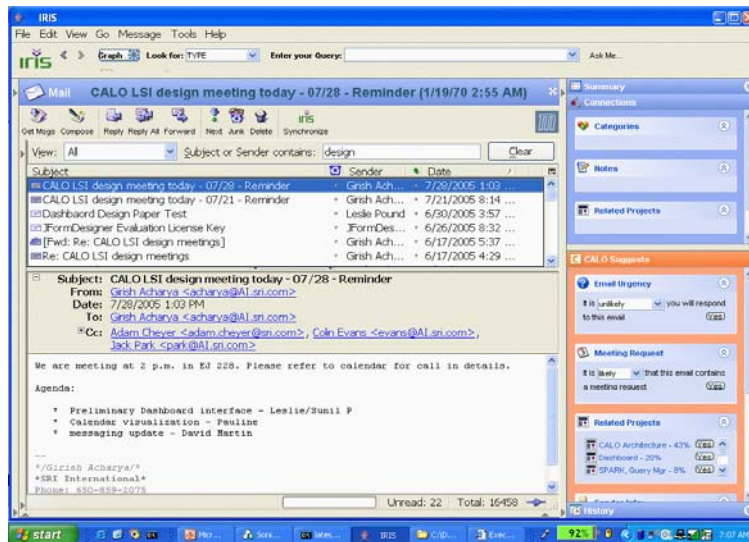 IRIS
File Edit View Go Message Tools Help
iris Graph Look for: TYPE Enter your Query: Ask Me...
Mail CALO LSI design meeting today - 07/28 - Reminder (1/19/70 2:55 AM)
Get Msgs Compose Reply Reply All Forward Next Junk Delete Synchronize
View: All Subject or Sender contains: design Clear
Subject Sender Date
CALO LSI design meeting today - 07/28 - Reminder Girish Ach... 7/28/2005 1:03 ...
CALO LSI design meeting today - 07/21 - Reminder Girish Ach... 7/21/2005 8:14 ...
Dashbaord Design Paper Test Leslie Pound 6/30/2005 3:57 ...
JFormDesigner Evaluation License Key JFormDes... 6/26/2005 8:32 ...
[Fwd: Re: CALO LSI design meetings] Girish Ach... 6/17/2005 5:37 ...
Re: CALO LSI design meetings Girish Ach... 6/17/2005 4:29 ...
Subject: CALO LSI design meeting today - 07/28 - Reminder
From: Girish Acharya <acharya@AI.sri.com>
Date: 7/28/2005 1:03 PM
To: Girish Acharya <acharya@AI.sri.com>
Cc: Adam Cheyer <adam.cheyer@sri.com>, Colin Evans <evans@AI.sri.com>,
Jack Park <park@AI.sri.com>
We are meeting at 2 p.m. in EJ 228. Please refer to calendar for call in details.
Agenda:
* Preliminary Dashboard interface - Leslie/Sunil P
* Calendar visualization - Pauline
* messaging update - David Martin
--
*/Girish Acharya/*
*SRI International*
Phone: 650-859-2075
Unread: 22 Total: 16458
Summary
Connections
Categories
Notes
Related Projects
CALO Suggests
Email Urgency
It is unlikely you will respond
to this email (Yes)
Meeting Request
It is likely that this email contains
a meeting request (Yes)
Related Projects
CALO Architecture - 43% (Yes)
Dashboard - 20% (Yes)
SPARK, Query Mgr - 8% (Yes)
History
start Micr... IRIS C:\D... Exec... 92% 7:07 AM